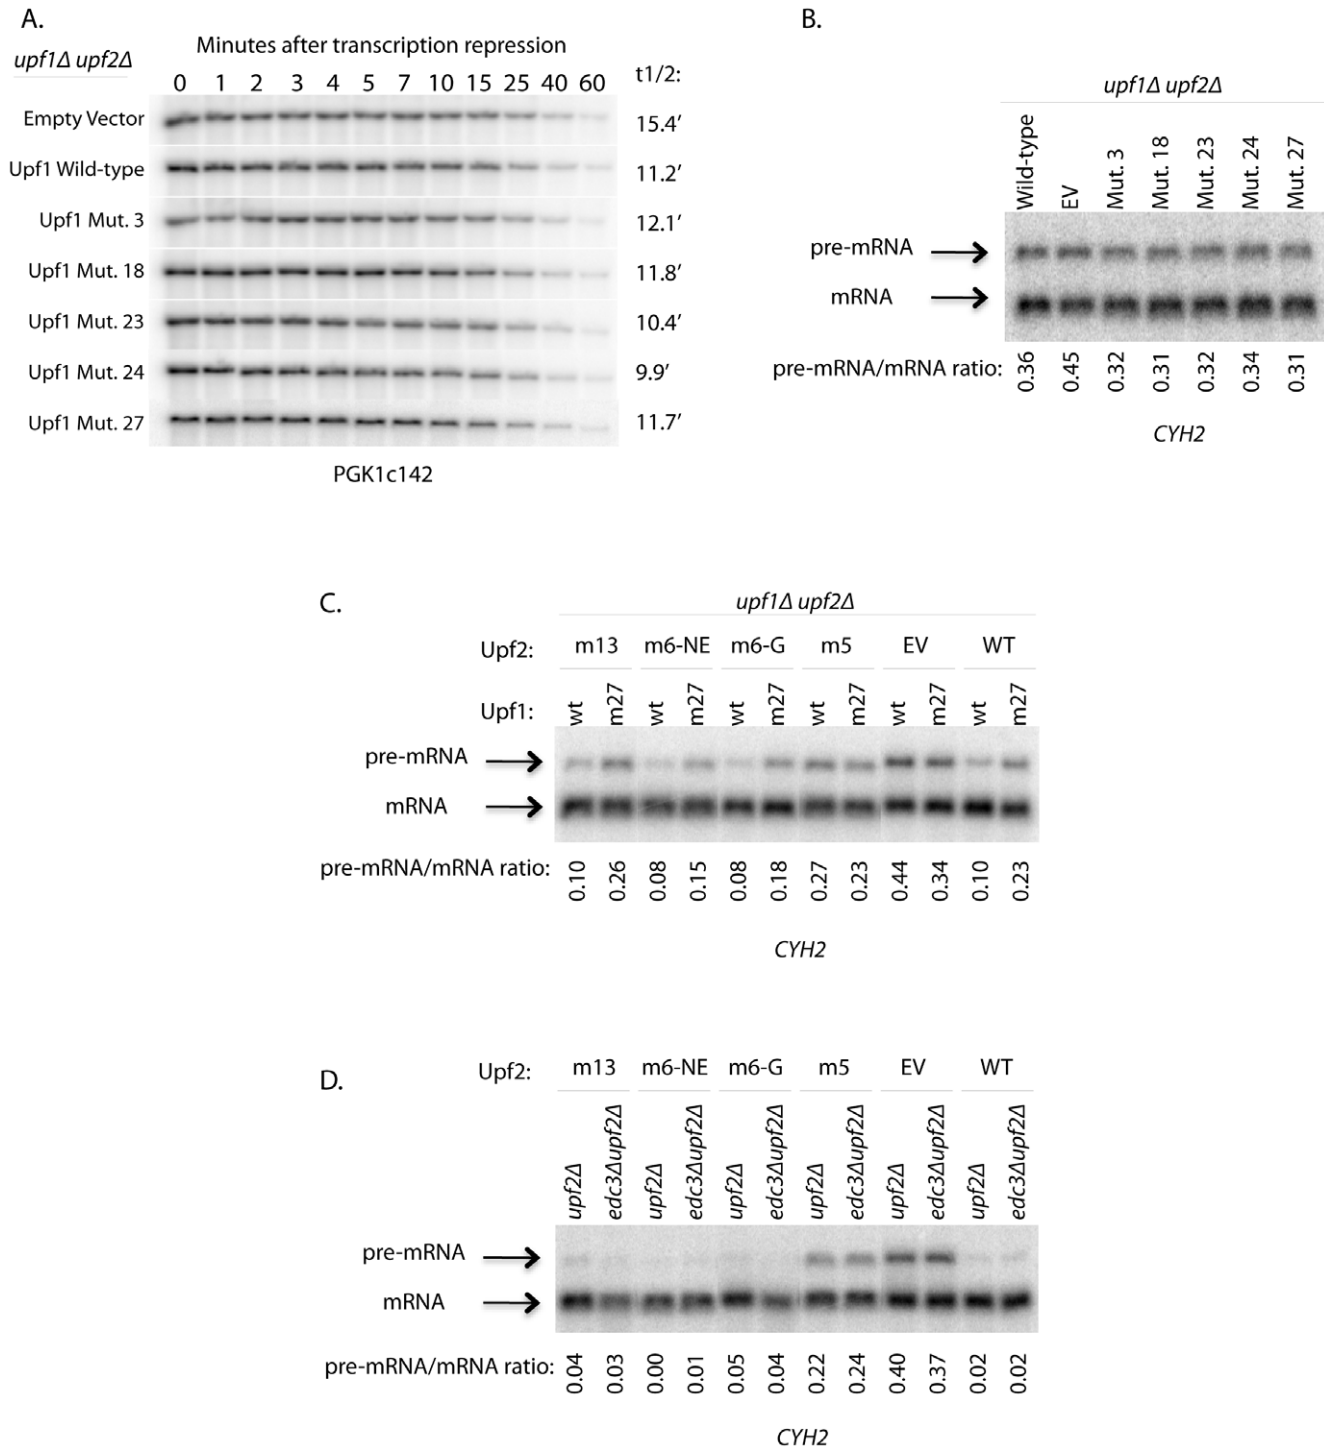 A.
upf1Δ upf2Δ
Minutes after transcription repression
0 1 2 3 4 5 7 10 15 25 40 60
t1/2:
Empty Vector 15.4′
Upf1 Wild-type 11.2′
Upf1 Mut. 3 12.1′
Upf1 Mut. 18 11.8′
Upf1 Mut. 23 10.4′
Upf1 Mut. 24 9.9′
Upf1 Mut. 27 11.7′
PGK1c142
B.
upf1Δ upf2Δ
Wild-type EV Mut. 3 Mut. 18 Mut. 23 Mut. 24 Mut. 27
pre-mRNA
mRNA
pre-mRNA/mRNA ratio: 0.36 0.45 0.32 0.31 0.32 0.34 0.31
CYH2
C.
upf1Δ upf2Δ
Upf2: m13 m6-NE m6-G m5 EV WT
Upf1: wt m27 wt m27 wt m27 wt m27 wt m27 wt m27
pre-mRNA
mRNA
pre-mRNA/mRNA ratio: 0.10 0.26 0.08 0.15 0.08 0.18 0.27 0.23 0.44 0.34 0.10 0.23
CYH2
D.
Upf2: m13 m6-NE m6-G m5 EV WT
upf2Δ edc3Δupf2Δ upf2Δ edc3Δupf2Δ upf2Δ edc3Δupf2Δ upf2Δ edc3Δupf2Δ upf2Δ edc3Δupf2Δ upf2Δ edc3Δupf2Δ
pre-mRNA
mRNA
pre-mRNA/mRNA ratio: 0.04 0.03 0.00 0.01 0.05 0.04 0.22 0.24 0.40 0.37 0.02 0.02
CYH2